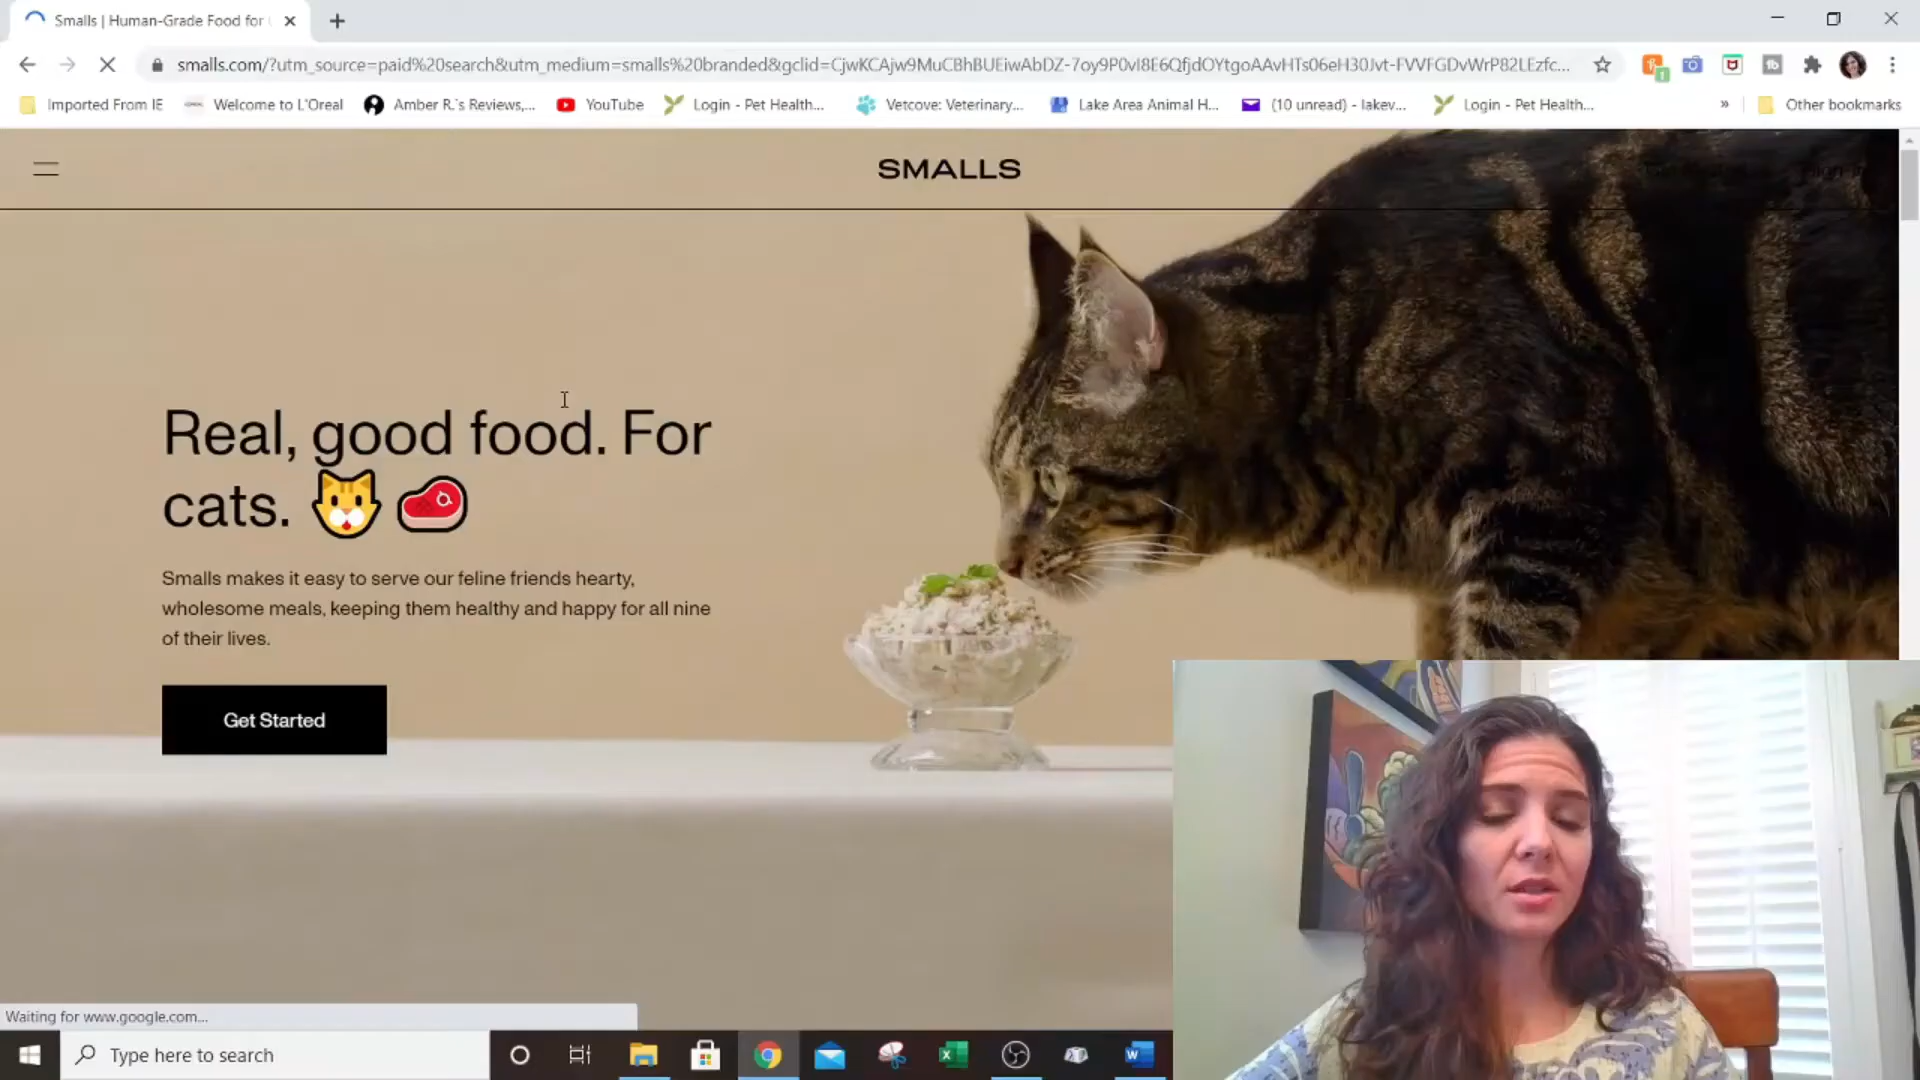 Smalls | Human-Grade Food for
smalls.com/?utm_source=paid%20search&utm_medium=smalls%20branded&gclid=CjwKCAjw9MuCBhBUEiwAbDZ-7oy9P0vI8E6QfjdOYtgoAAvHTs06eH30Jvt-FVVFGDvWrP82LEzfc...
Imported From IE Welcome to L'Oreal Amber R.`s Reviews,... YouTube Login - Pet Health... Vetcove: Veterinary... Lake Area Animal H... (10 unread) - lakev... Login - Pet Health... » Other bookmarks
SMALLS
Real, good food. For
cats.
Smalls makes it easy to serve our feline friends hearty,
wholesome meals, keeping them healthy and happy for all nine
of their lives.
Get Started
Waiting for www.google.com...
Type here to search